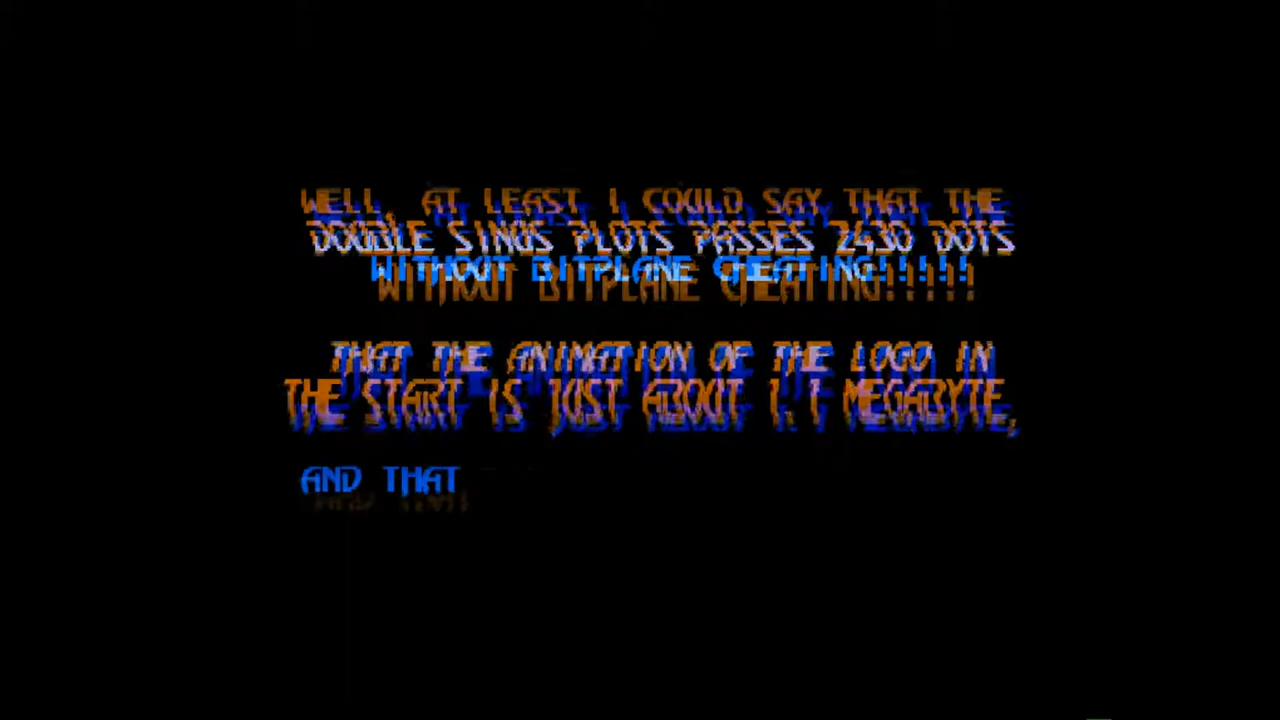 WELL, AT LEAST I COULD SAY THAT THE
DOUBLE SINUS PLOTS PASSES 2430 DOTS
WITHOUT BITPLANE CHEATING!!!!!
THAT THE ANIMATION OF THE LOGO IN
THE START IS JUST ABOUT 1.1 MEGABYTE,
AND THAT